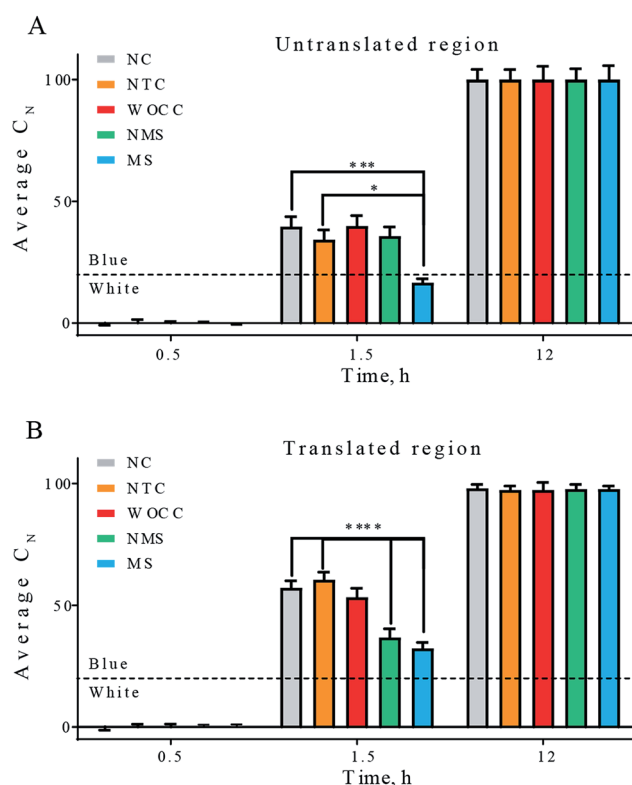 A
Untranslated region
NC
NTC
WOCC
NMS
MS
100
50
0
Average C_N
***
*
Blue
White
0.5 1.5 12
Time, h
B
Translated region
NC
NTC
WOCC
NMS
MS
100
50
0
Average C_N
****
Blue
White
0.5 1.5 12
Time, h